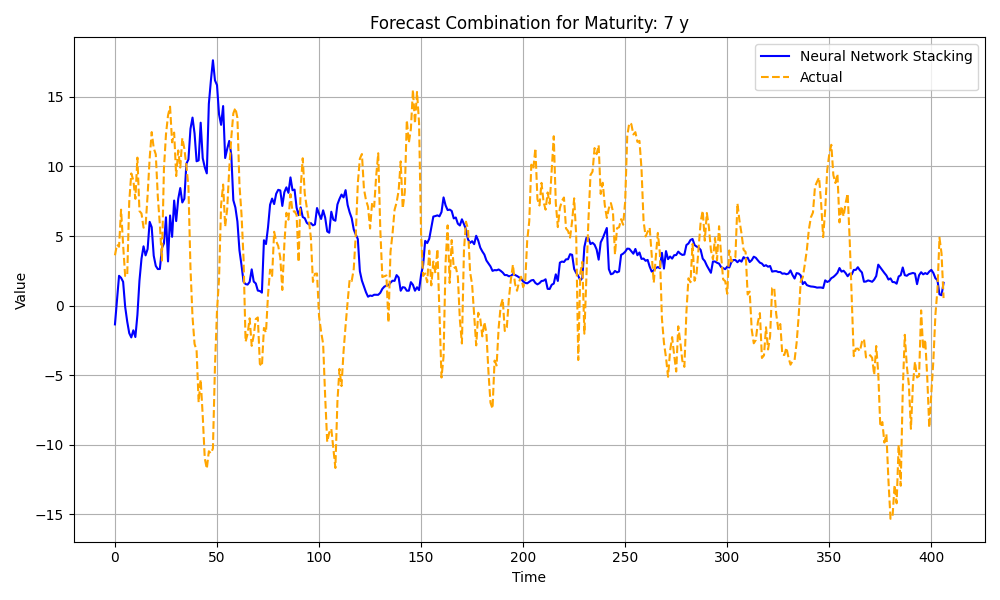 Forecast Combination for Maturity: 7 y
Neural Network Stacking
Actual
Value
15
10
5
0
−5
−10
−15
0 50 100 150 200 250 300 350 400
Time